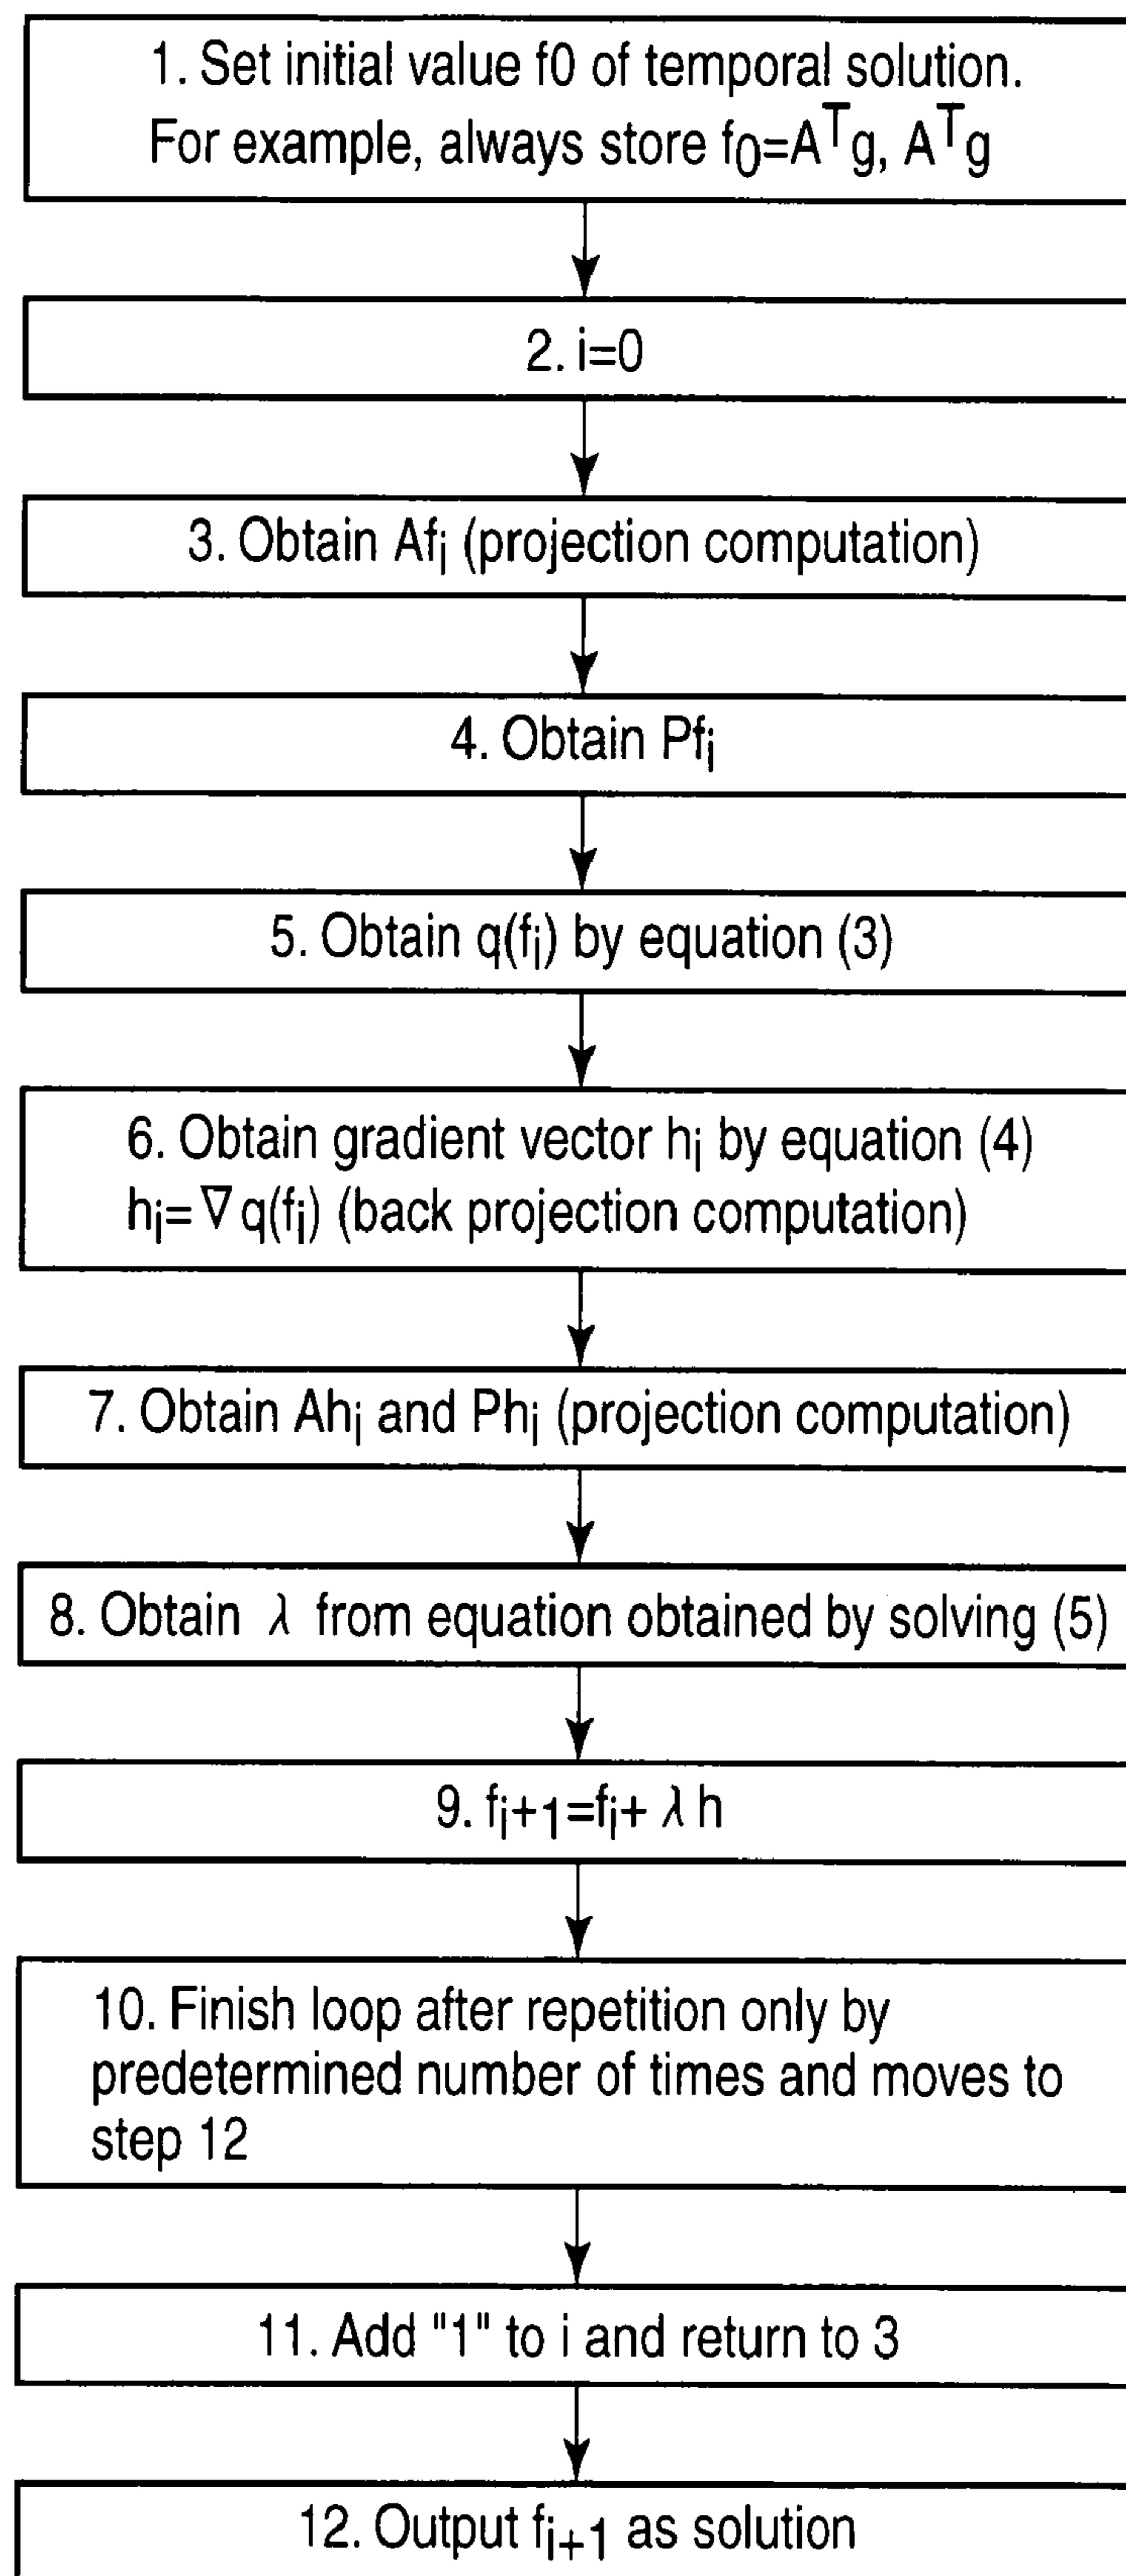 1. Set initial value f0 of temporal solution.
For example, always store f₀=Aᵀg, Aᵀg
2. i=0
3. Obtain Afᵢ (projection computation)
4. Obtain Pfᵢ
5. Obtain q(fᵢ) by equation (3)
6. Obtain gradient vector hᵢ by equation (4)
hᵢ=∇q(fᵢ) (back projection computation)
7. Obtain Ahᵢ and Phᵢ (projection computation)
8. Obtain λ from equation obtained by solving (5)
9. fᵢ₊₁=fᵢ+λh
10. Finish loop after repetition only by
predetermined number of times and moves to
step 12
11. Add "1" to i and return to 3
12. Output fᵢ₊₁ as solution